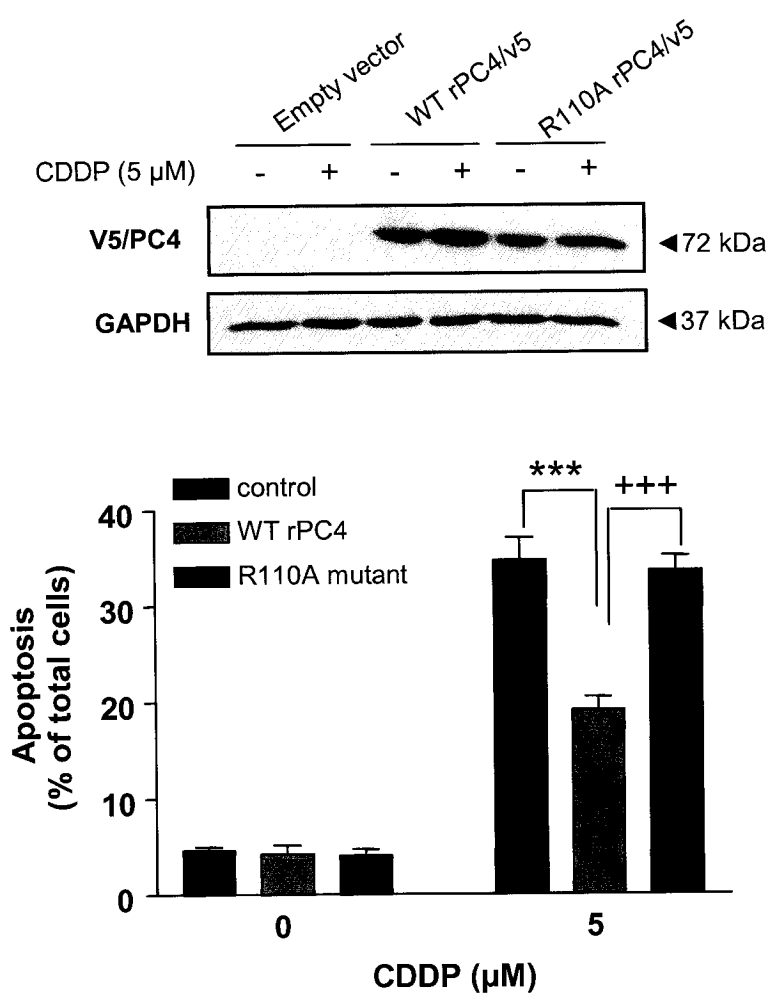 Empty vector
WT rPC4/v5
R110A rPC4/v5
CDDP (5 µM) - + - + - +
V5/PC4
◄72 kDa
GAPDH
◄37 kDa
*** +++
control
WT rPC4
R110A mutant
40
30
20
10
0
Apoptosis
(% of total cells)
0 5
CDDP (µM)